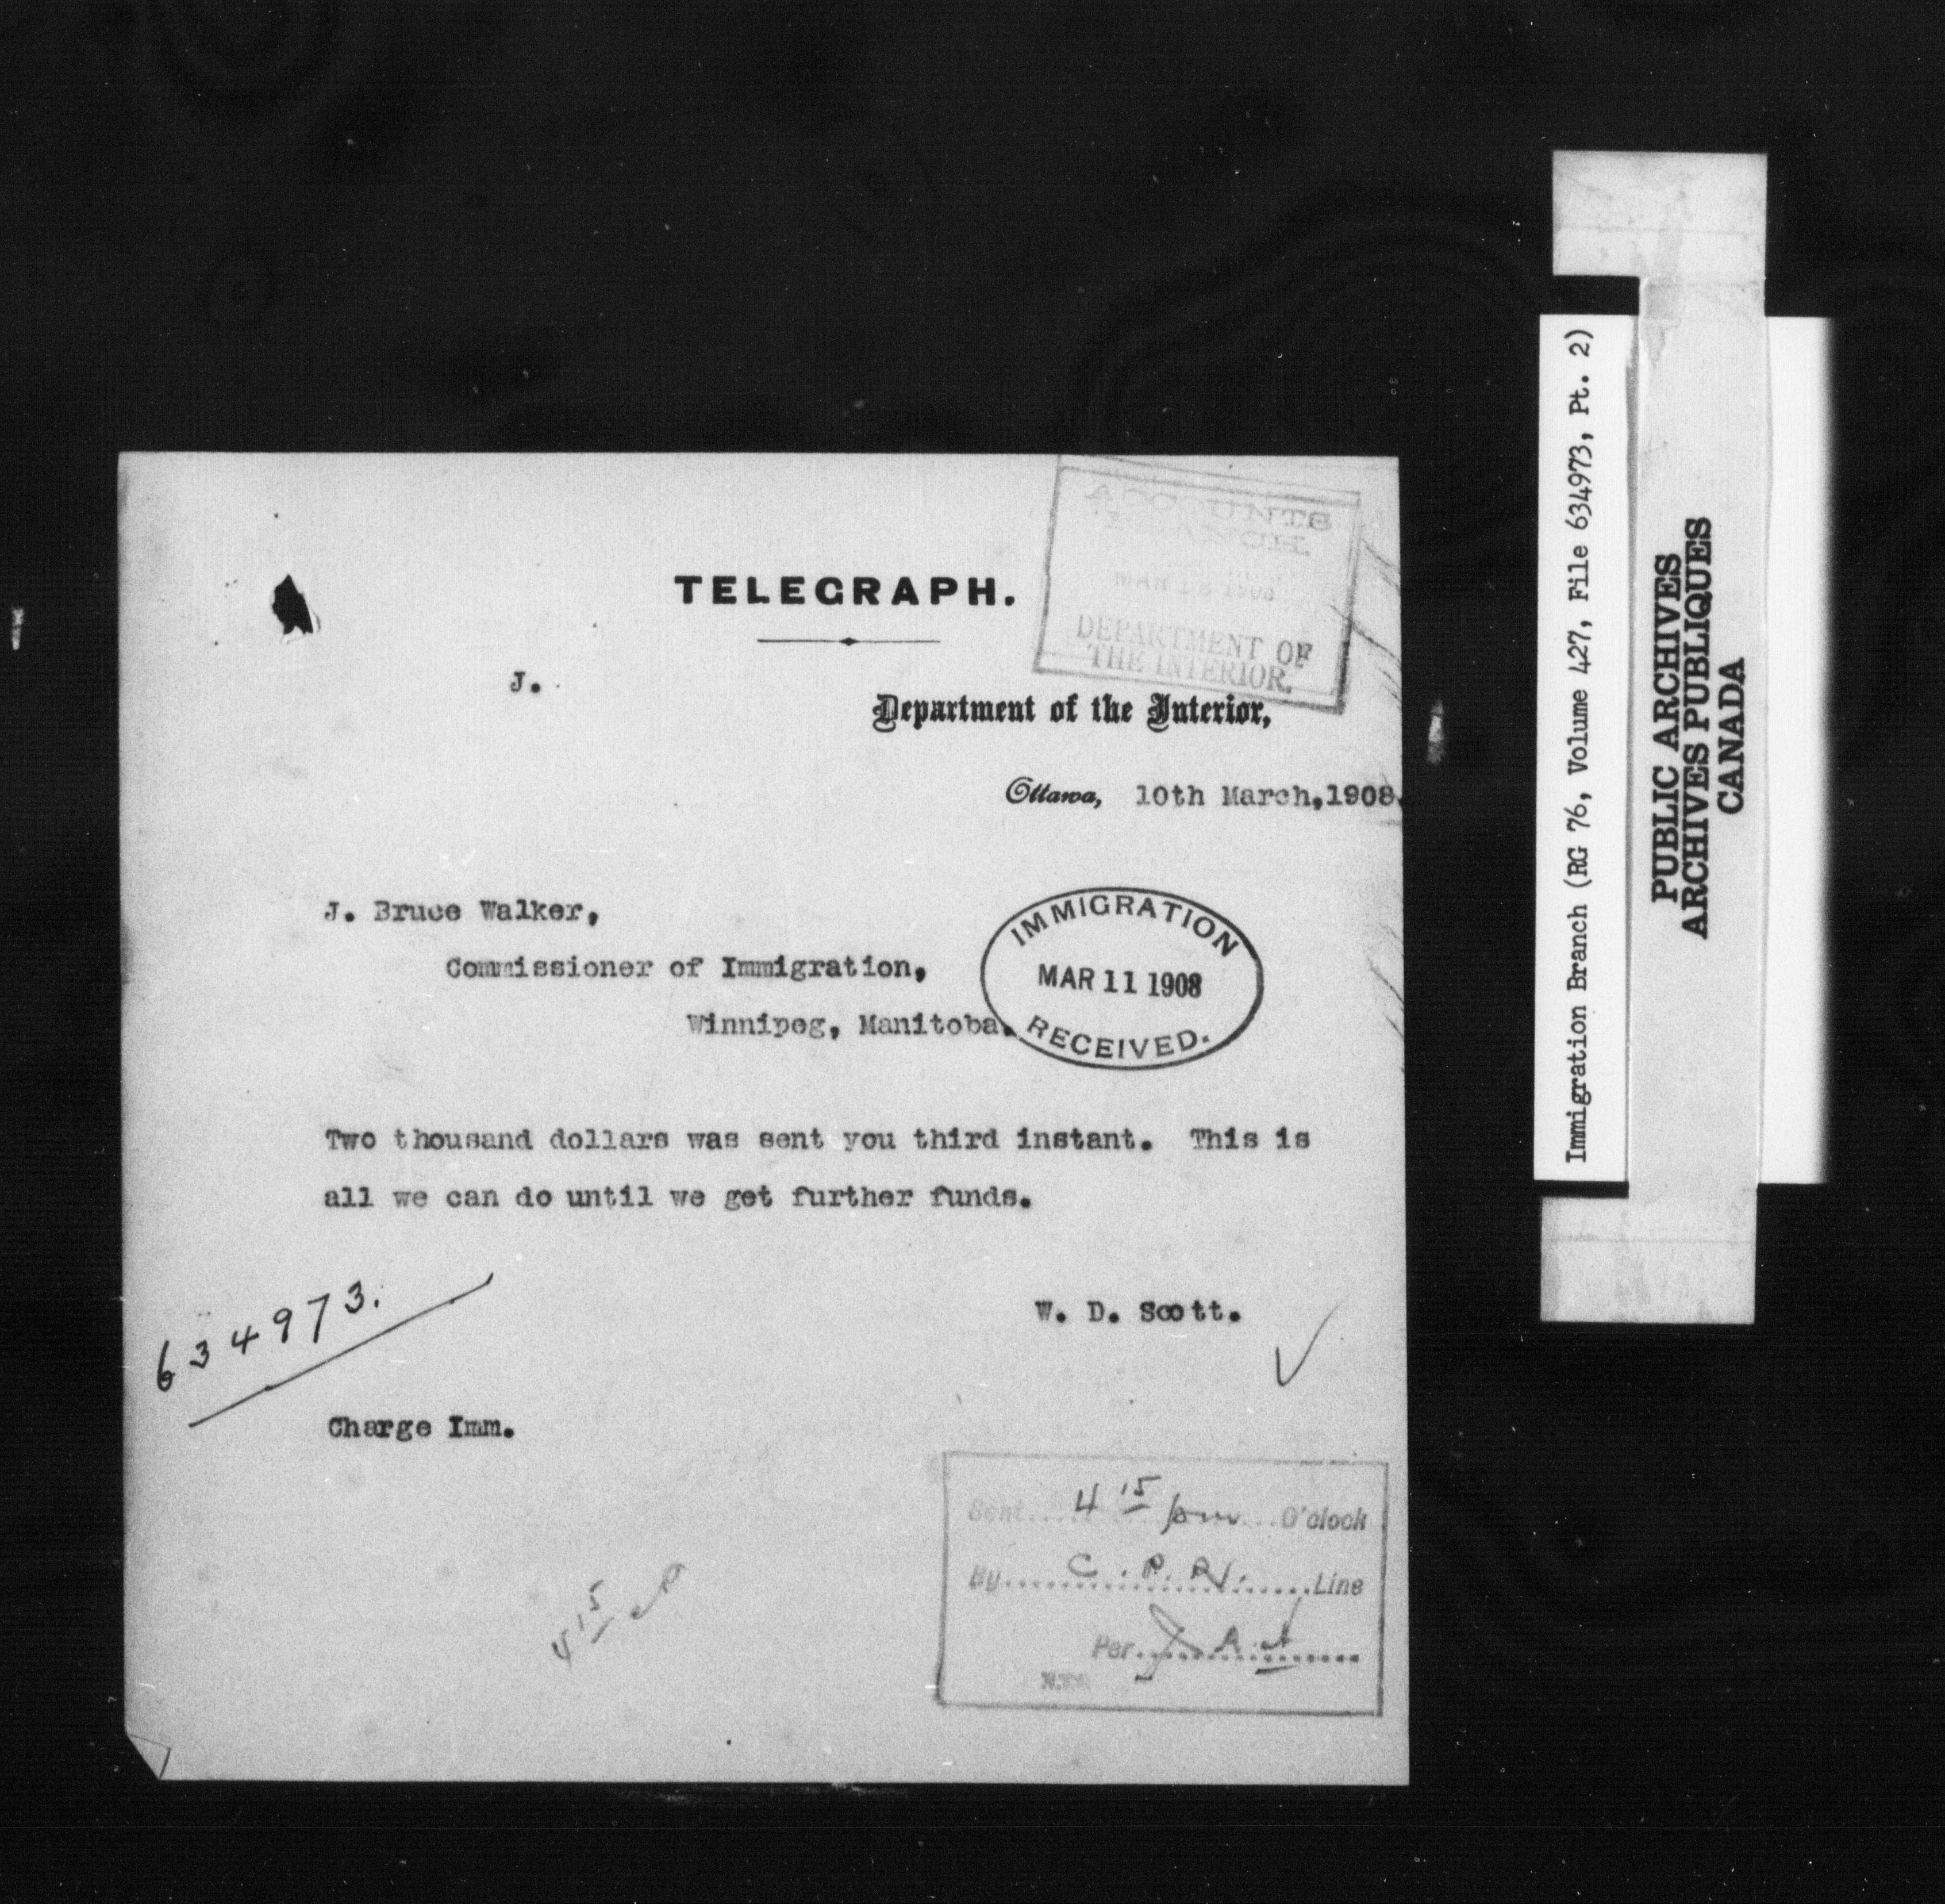 ACCOUNTS
BRANCH.
1908
DEPARTMENT OF
THE INTERIOR.
TELEGRAPH.
J.
Department of the Interior,
Ottawa, 10th March, 1908.
J. Bruce Walker,
Commissioner of Immigration,
Winnipeg, Manitoba.
IMMIGRATION
MAR 11 1908
RECEIVED.
Two thousand dollars was sent you third instant. This is
all we can do until we get further funds.
634973.
W. D. Scott.
Charge Imm.
Sent....4 15 pm...O'clock
By....C.P.R.....Line
Per.
4 15
Immigration Branch (RG 76, Volume 427, File 634973, Pt. 2)
PUBLIC ARCHIVES
ARCHIVES PUBLIQUES
CANADA